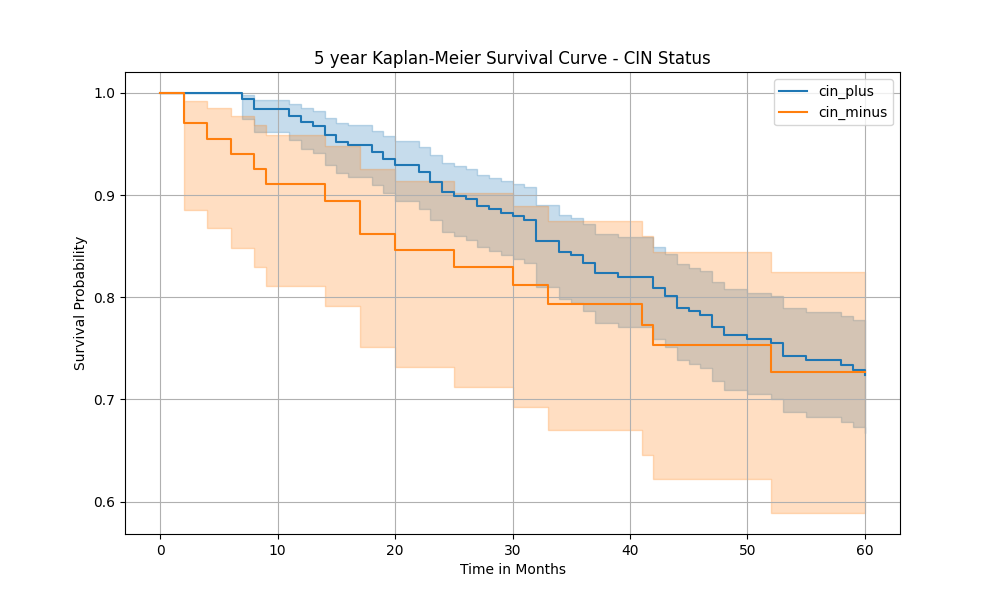 5 year Kaplan-Meier Survival Curve - CIN Status
cin_plus
cin_minus
Survival Probability
1.0
0.9
0.8
0.7
0.6
0 10 20 30 40 50 60
Time in Months